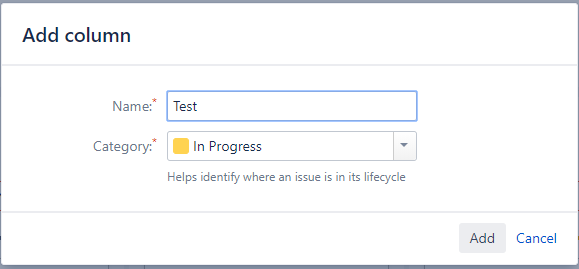 Add column
Name:* Test
Category:* In Progress
Helps identify where an issue is in its lifecycle
Add Cancel